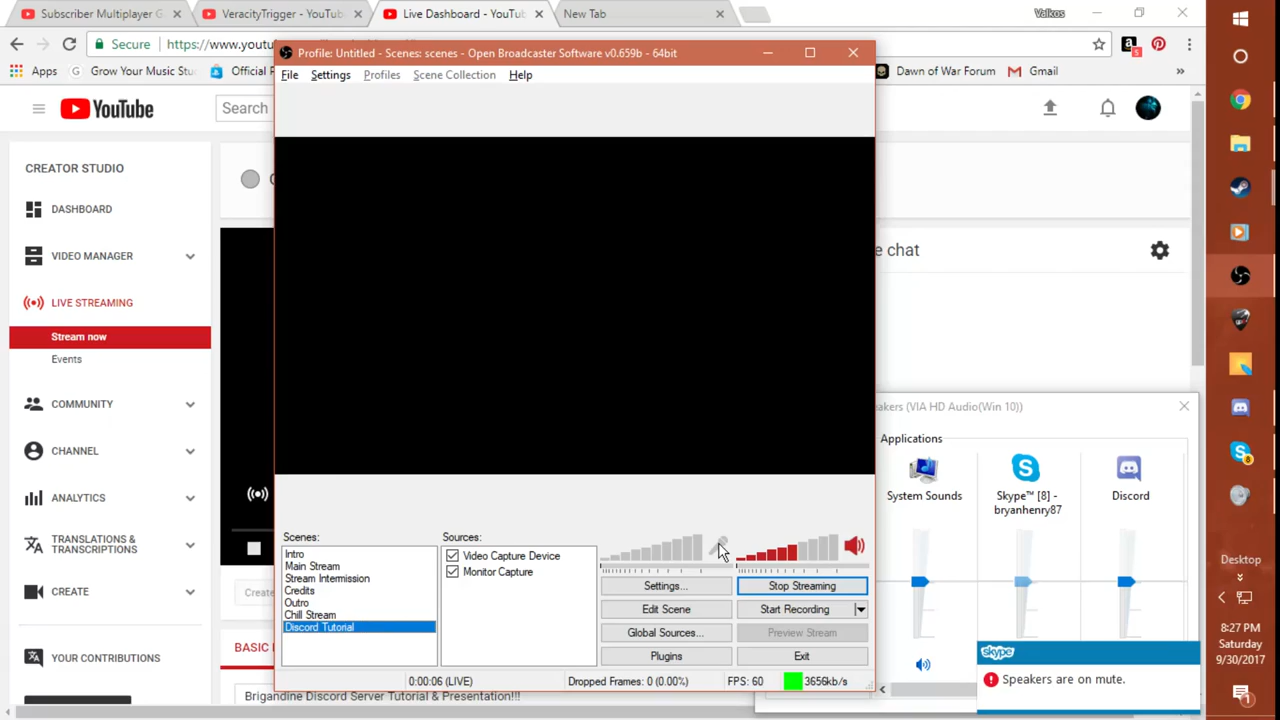 Subscriber Multiplayer G
VeracityTrigger - YouTub
Live Dashboard - YouTub
New Tab
Valkos
Secure
https://www.youtu
Apps
Grow Your Music Stu
Official P
Dawn of War Forum
Gmail
»
YouTube
Search
CREATOR STUDIO
DASHBOARD
VIDEO MANAGER
LIVE STREAMING
Stream now
Events
COMMUNITY
CHANNEL
ANALYTICS
TRANSLATIONS &
TRANSCRIPTIONS
CREATE
YOUR CONTRIBUTIONS
Profile: Untitled - Scenes: scenes - Open Broadcaster Software v0.659b - 64bit
File
Settings
Profiles
Scene Collection
Help
Scenes:
Intro
Main Stream
Stream Intermission
Credits
Outro
Chill Stream
Discord Tutorial
Sources:
Video Capture Device
Monitor Capture
Settings...
Stop Streaming
Edit Scene
Start Recording
Global Sources...
Preview Stream
Plugins
Exit
0:00:06 (LIVE)
Dropped Frames: 0 (0.00%)
FPS: 60
3656kb/s
Create
BASIC I
Brigandine Discord Server Tutorial & Presentation!!!
e chat
eakers (VIA HD Audio(Win 10))
Applications
System Sounds
Skype™ [8] -
bryanhenry87
Discord
skype
Speakers are on mute.
Desktop
8:27 PM
Saturday
9/30/2017